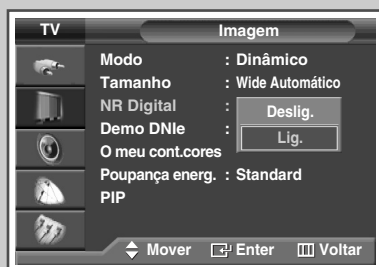 TV Imagem
Modo : Dinâmico
Tamanho : Wide Automático
NR Digital : Deslig.
Demo DNIe : Lig.
O meu cont.cores
Poupança energ. : Standard
PIP
Mover Enter Voltar